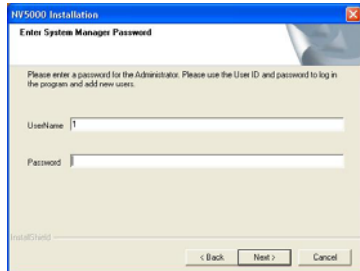 NV5000 Installation
Enter System Manager Password
Please enter a password for the Administrator. Please use the User ID and password to log in
the program and add new users.
UserName 1
Password
InstallShield
< Back Next > Cancel